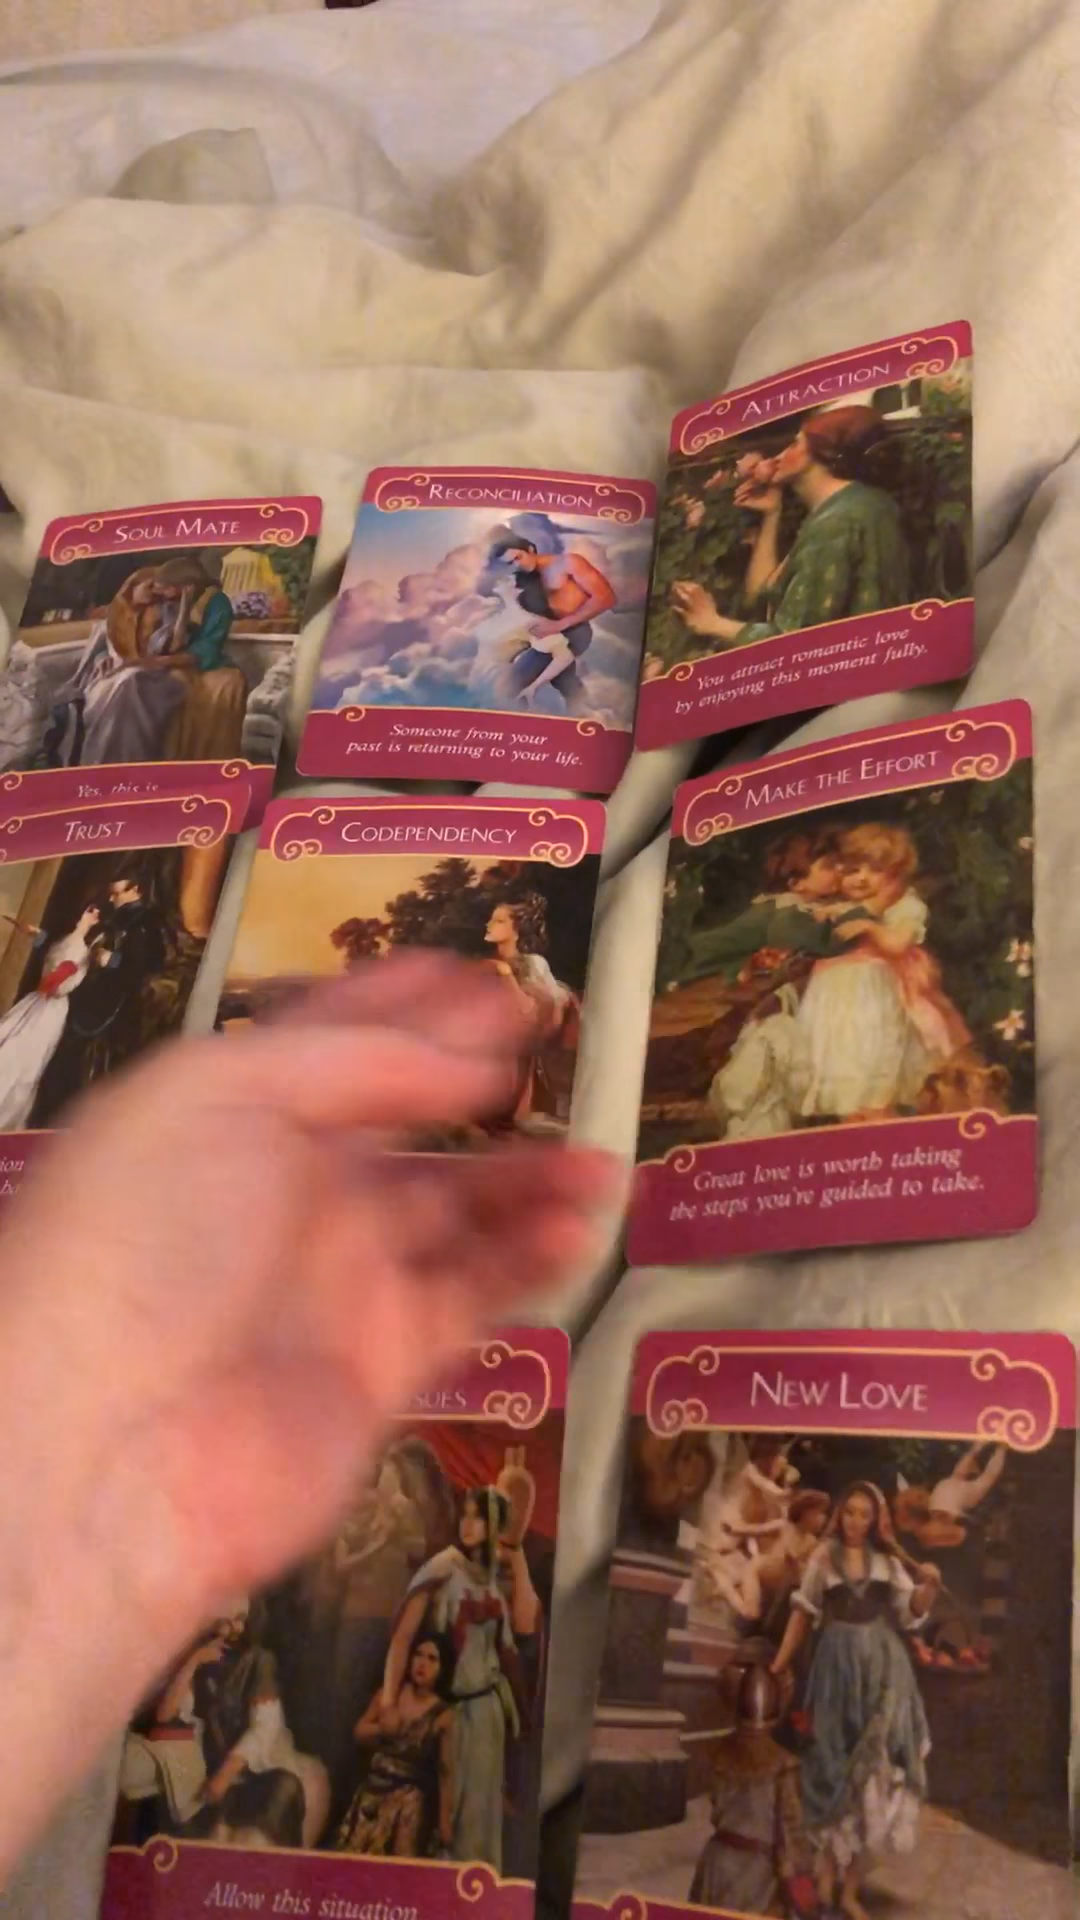 ATTRACTION
You attract romantic love
by enjoying this moment fully.
RECONCILIATION
Someone from your
past is returning to your life.
SOUL MATE
Yes, this is
TRUST
CODEPENDENCY
MAKE THE EFFORT
Great love is worth taking
the steps you're guided to take.
NEW LOVE
Allow this situation